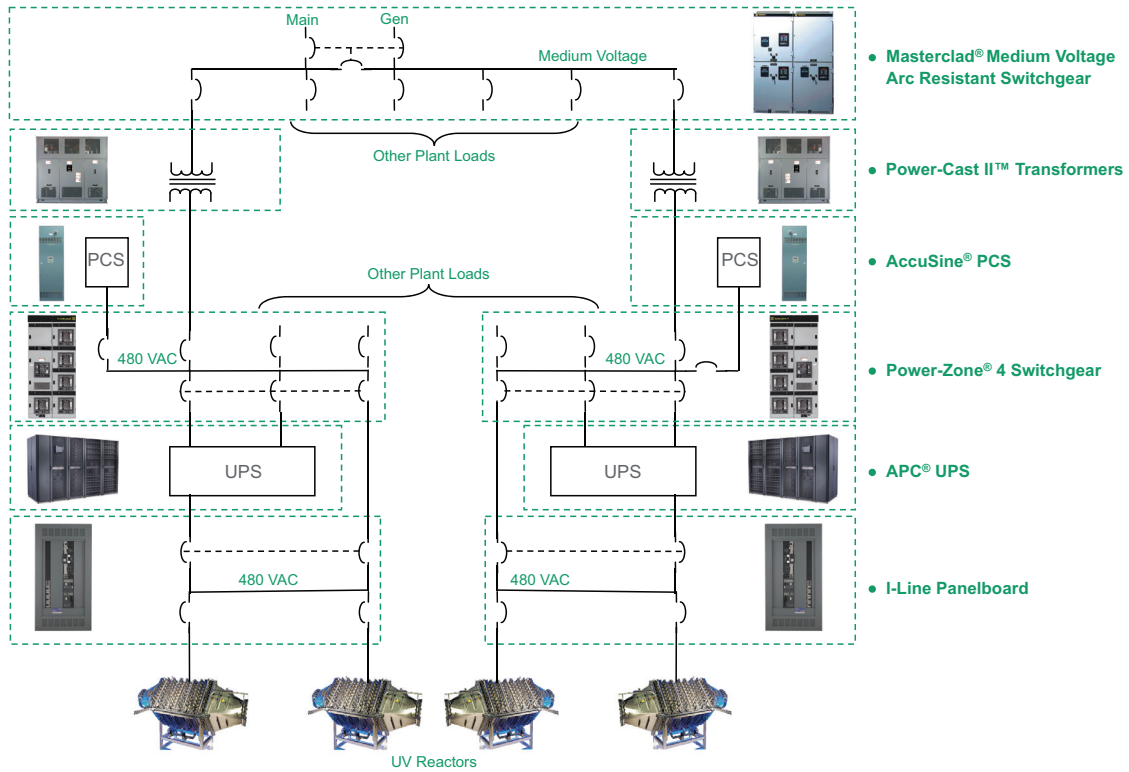 Main
Gen
Medium Voltage
• Masterclad® Medium Voltage
Arc Resistant Switchgear
Other Plant Loads
• Power-Cast II™ Transformers
PCS
PCS
• AccuSine® PCS
Other Plant Loads
480 VAC
480 VAC
• Power-Zone® 4 Switchgear
UPS
UPS
• APC® UPS
480 VAC
480 VAC
• I-Line Panelboard
UV Reactors